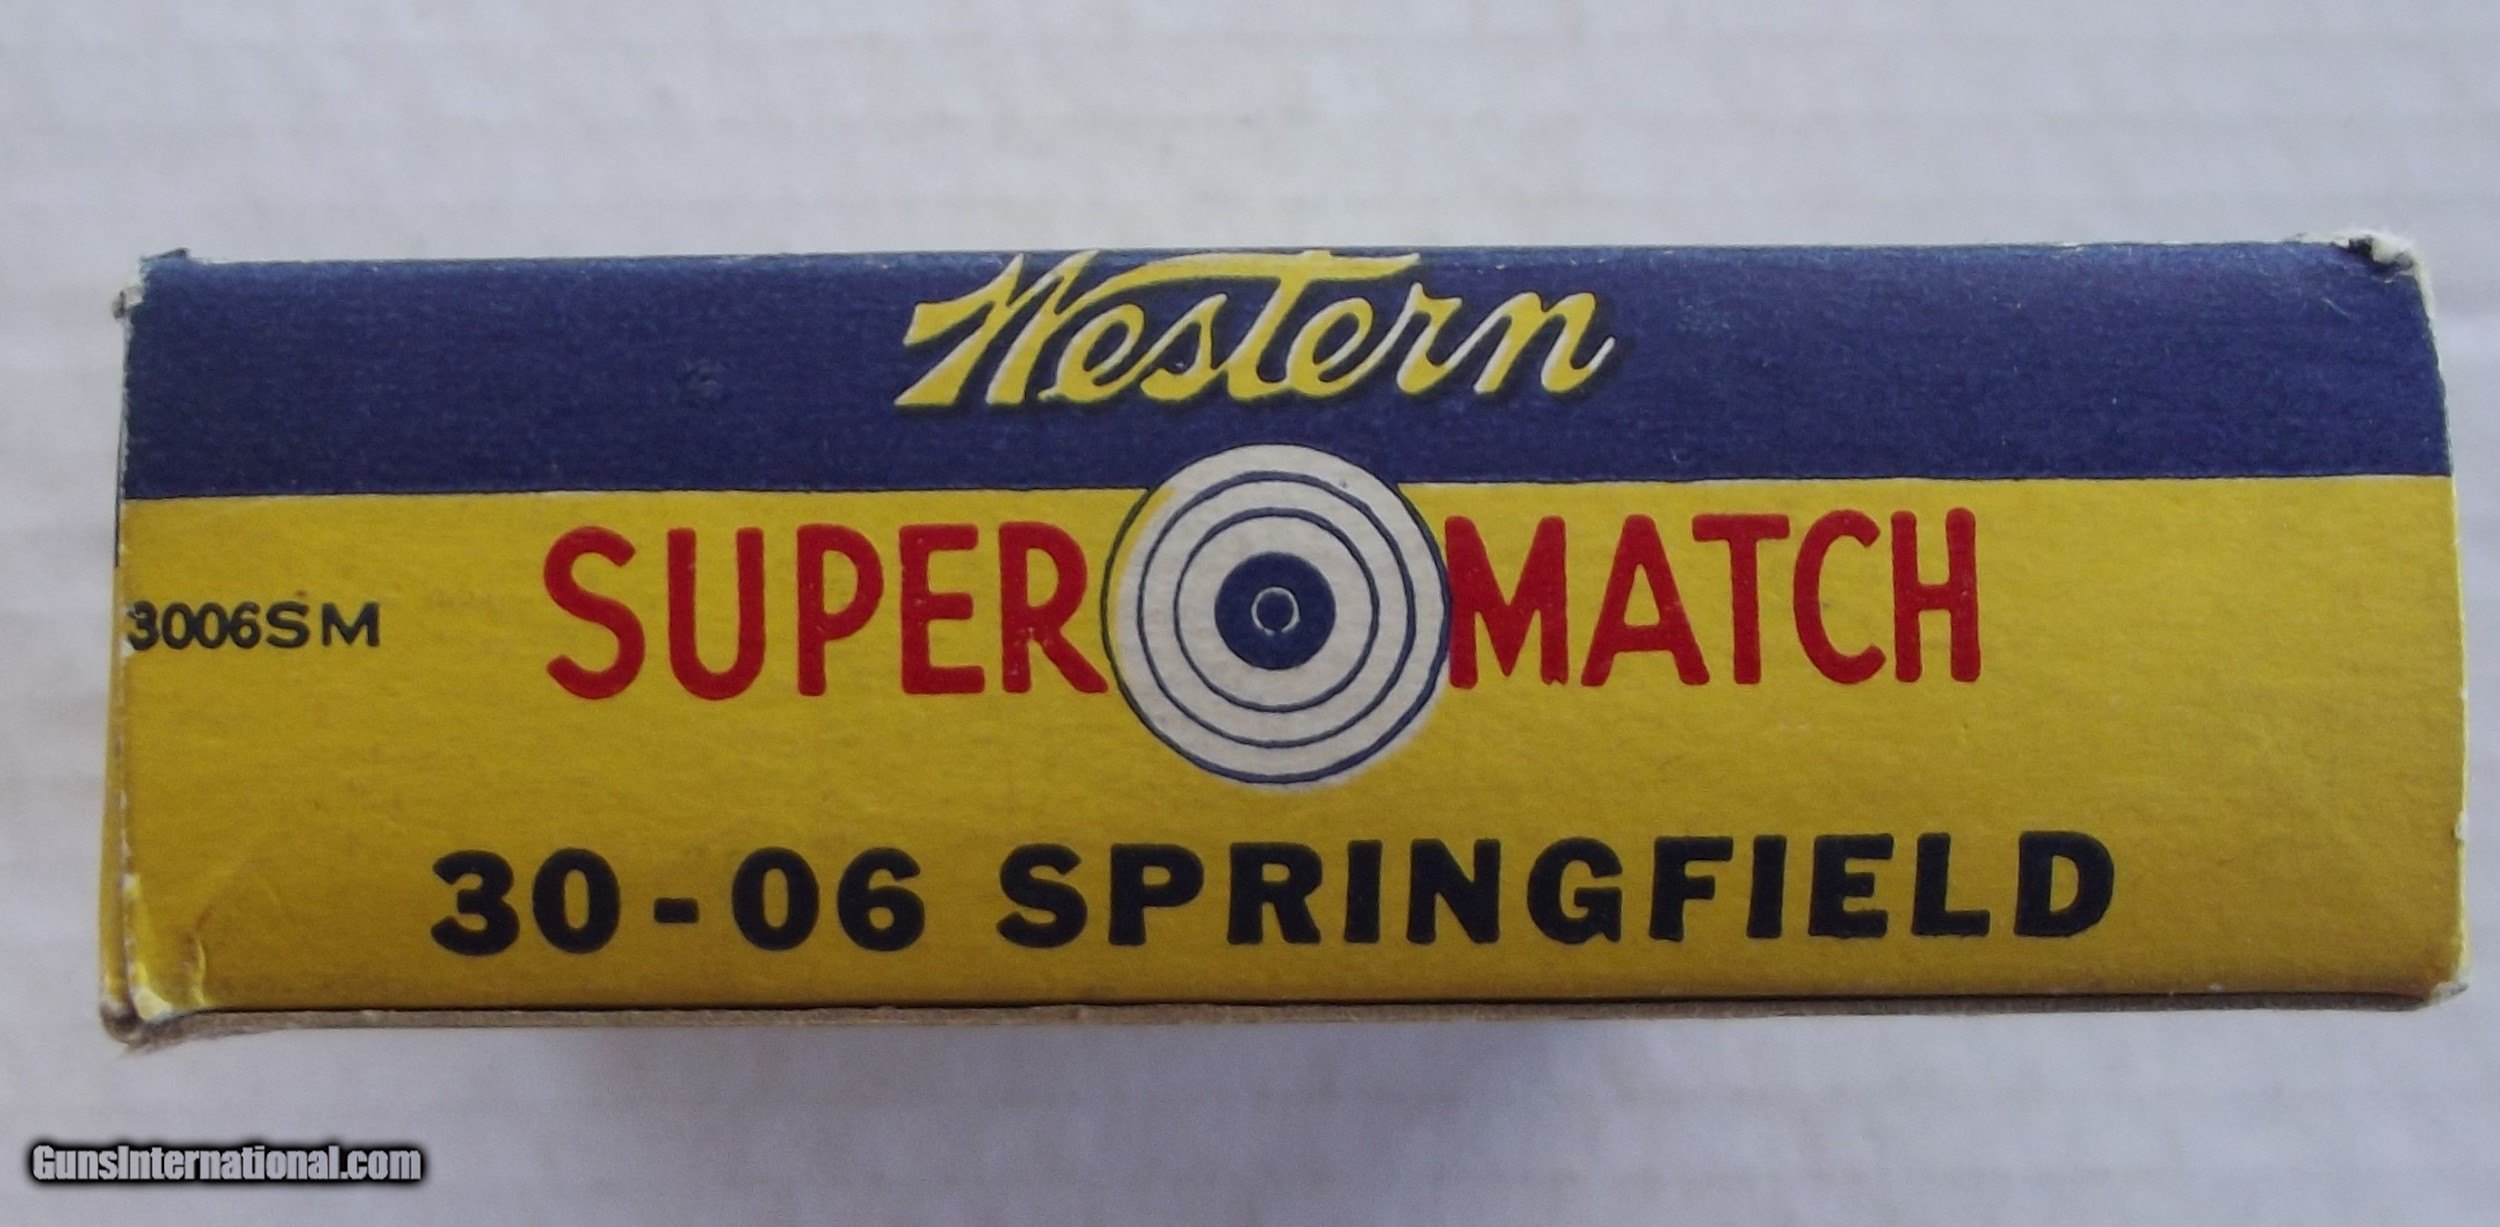 Western
SUPER MATCH
3006SM
30-06 SPRINGFIELD
GunsInternational.com